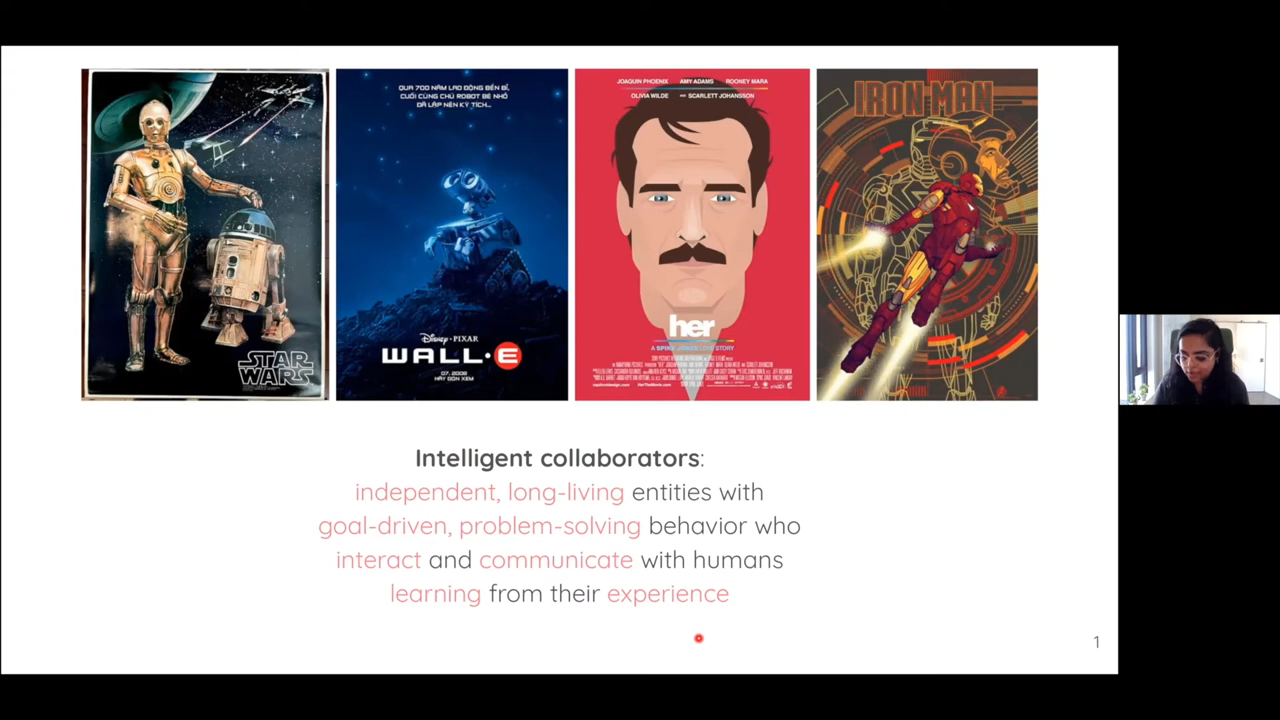 STAR WARS
QUA 700 NĂM LAO ĐỘNG BỀN BỈ,
CUỐI CÙNG CHÚ ROBOT BÉ NHỎ
ĐÃ LẬP NÊN KỲ TÍCH...
Disney · PIXAR
WALL·E
07. 2008
HÃY ĐÓN XEM
JOAQUIN PHOENIX AMY ADAMS ROONEY MARA
OLIVIA WILDE AND SCARLETT JOHANSSON
her
A SPIKE JONZE LOVE STORY
IRON MAN
Intelligent collaborators:
independent, long-living entities with
goal-driven, problem-solving behavior who
interact and communicate with humans
learning from their experience
1